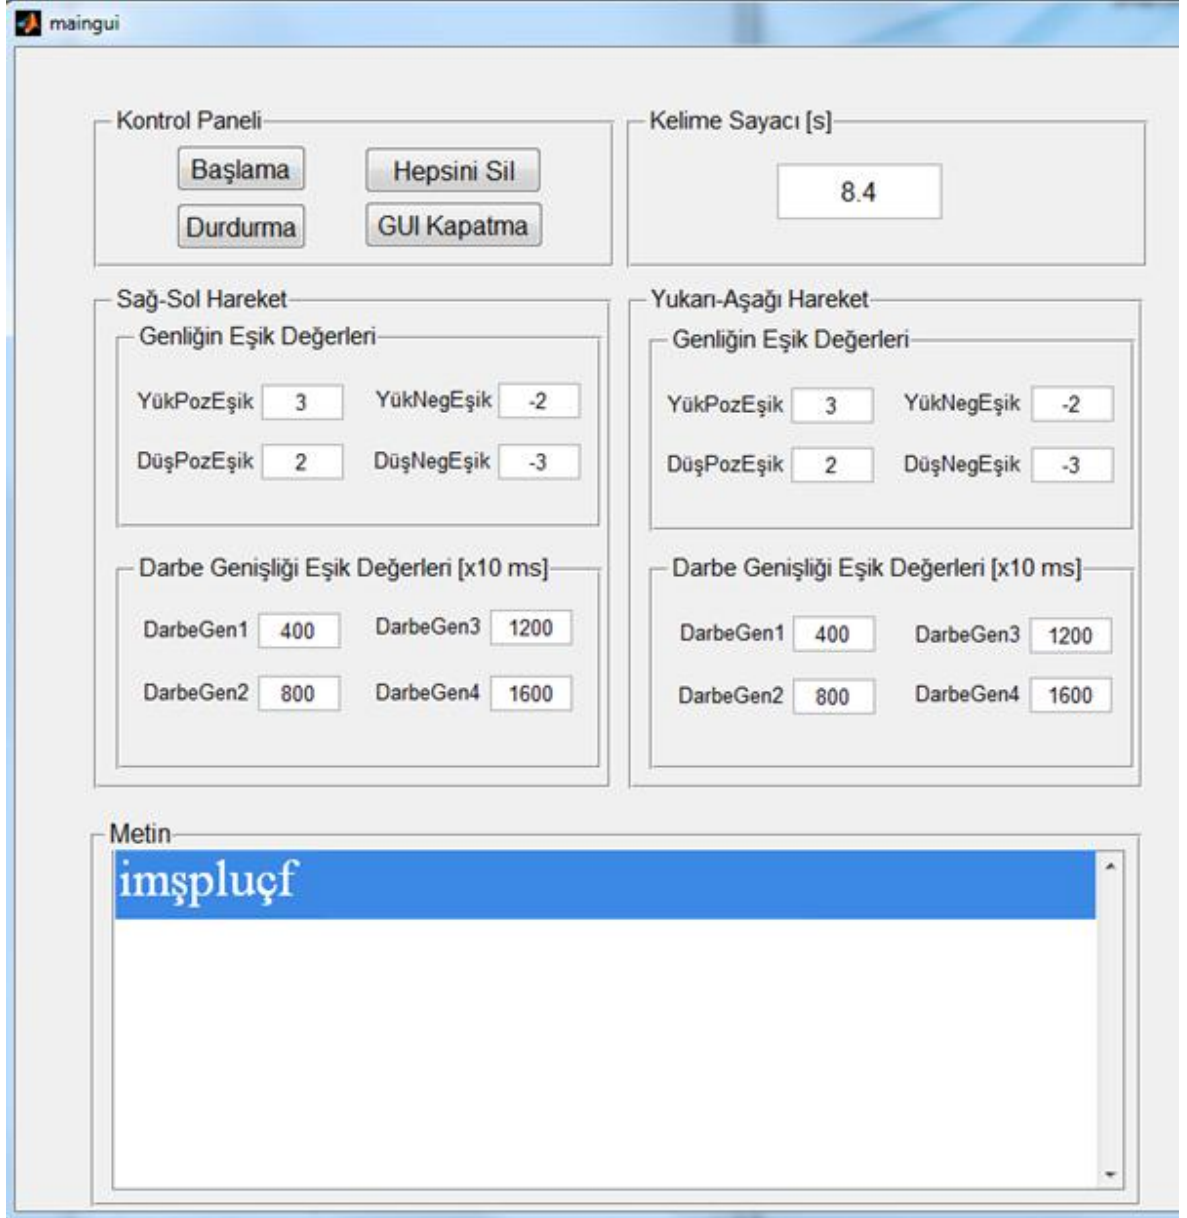 maingui
Kontrol Paneli
Başlama
Hepsini Sil
Durdurma
GUI Kapatma
Kelime Sayacı [s]
8.4
Sağ-Sol Hareket
Genliğin Eşik Değerleri
YükPozEşik 3 YükNegEşik -2
DüşPozEşik 2 DüşNegEşik -3
Darbe Genişliği Eşik Değerleri [x10 ms]
DarbeGen1 400 DarbeGen3 1200
DarbeGen2 800 DarbeGen4 1600
Yukarı-Aşağı Hareket
Genliğin Eşik Değerleri
YükPozEşik 3 YükNegEşik -2
DüşPozEşik 2 DüşNegEşik -3
Darbe Genişliği Eşik Değerleri [x10 ms]
DarbeGen1 400 DarbeGen3 1200
DarbeGen2 800 DarbeGen4 1600
Metin
imşpluçf